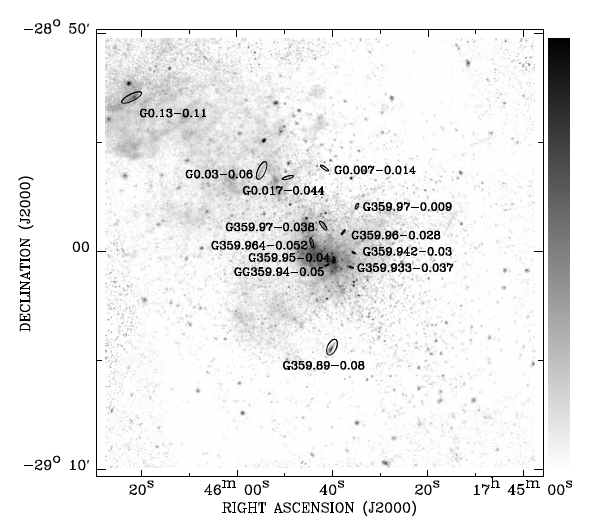 −28° 50'
G0.13−0.11
G0.03−0.06
G0.007−0.014
G0.017−0.044
G359.97−0.009
G359.97−0.038
G359.96−0.028
00
G359.964−0.052
G359.942−0.03
G359.95−0.04
G359.933−0.037
GG359.94−0.05
G359.89−0.08
−29° 10'
DECLINATION (J2000)
20s 46m 00s 40s 20s 17h 45m 00s
RIGHT ASCENSION (J2000)